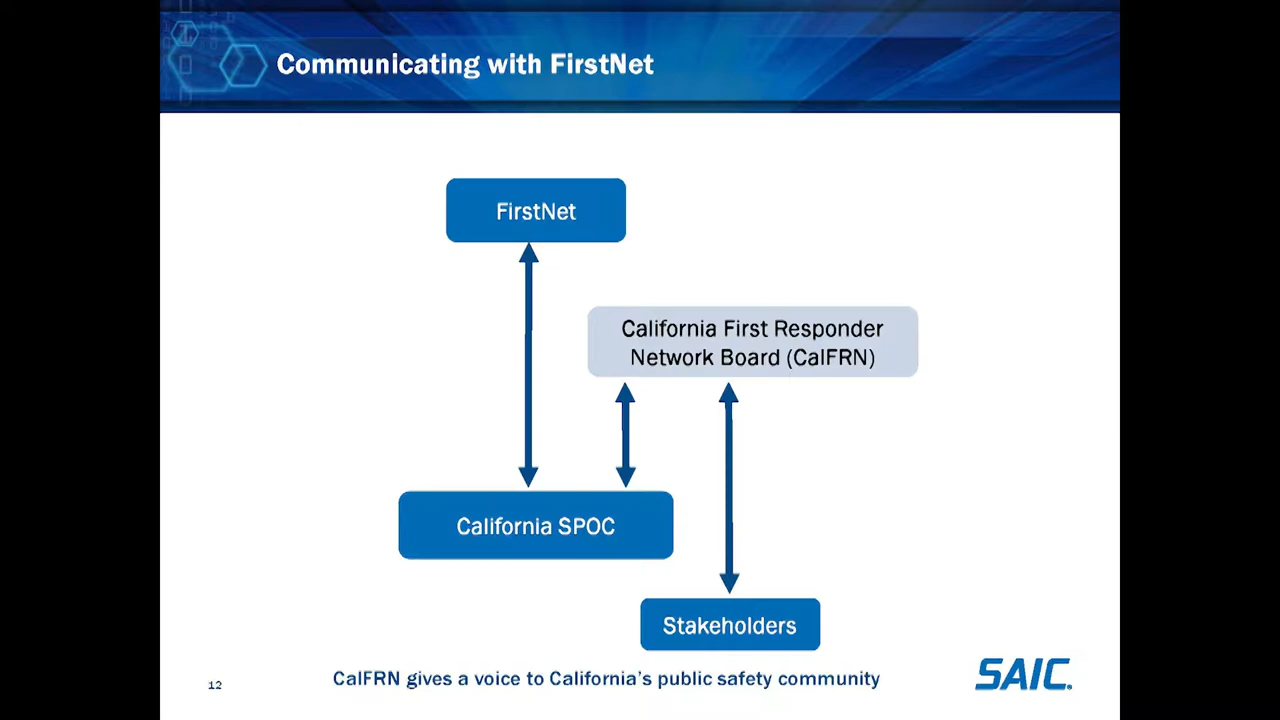 Communicating with FirstNet
FirstNet
California First Responder
Network Board (CalFRN)
California SPOC
Stakeholders
CalFRN gives a voice to California's public safety community
12
SAIC.